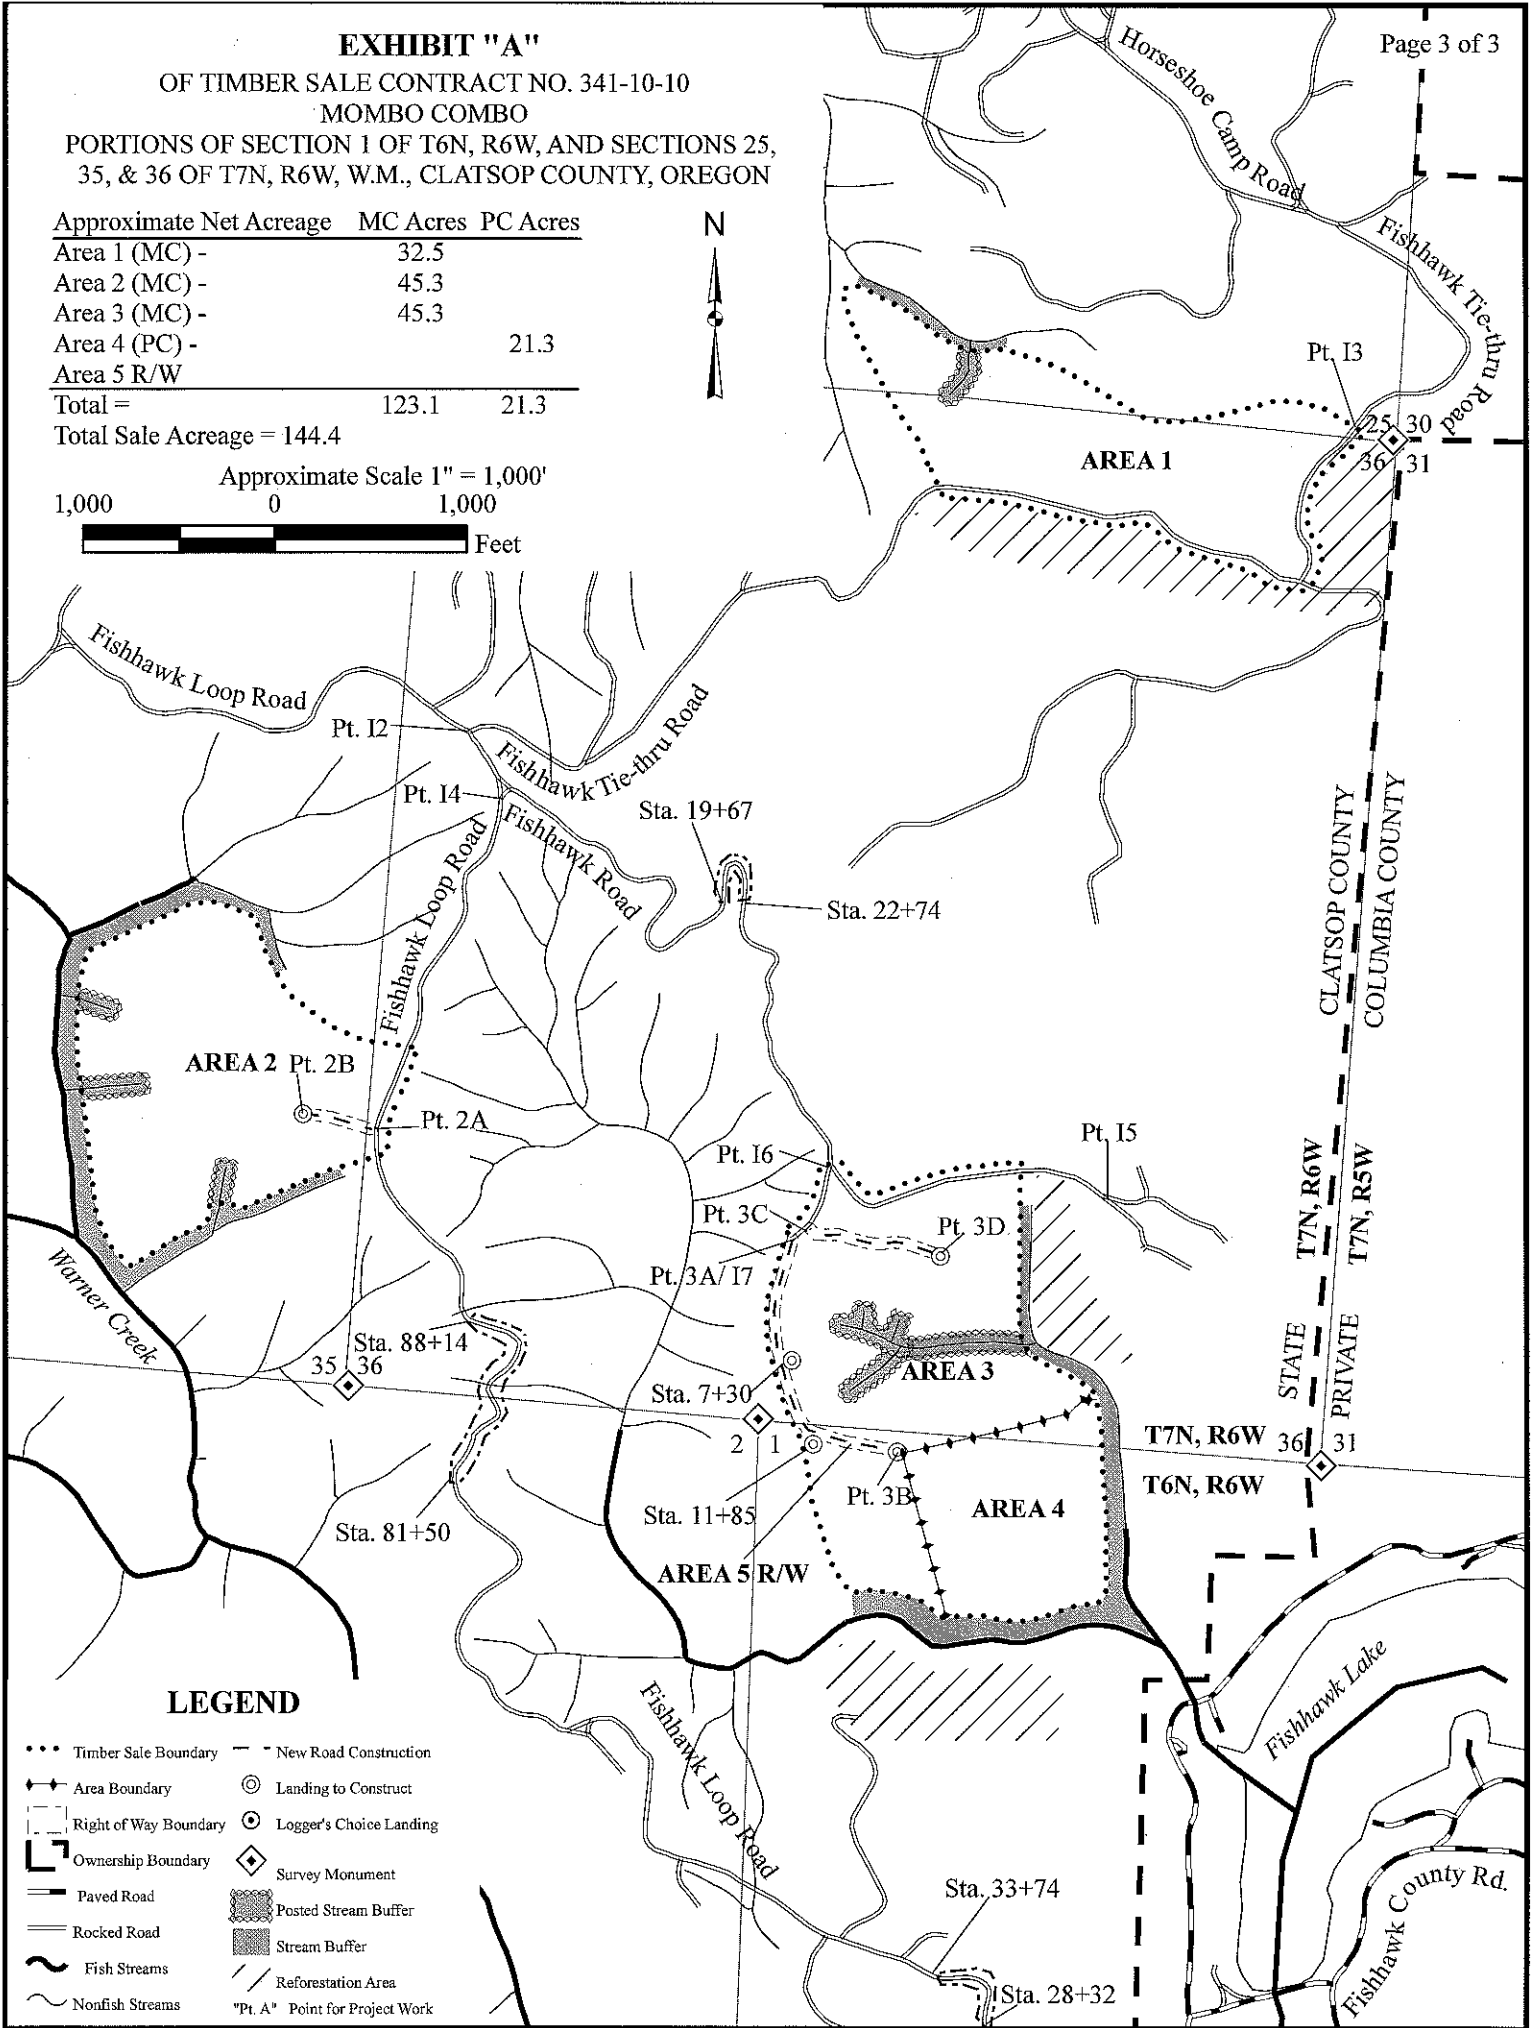 EXHIBIT "A"
OF TIMBER SALE CONTRACT NO. 341-10-10
MOMBO COMBO
PORTIONS OF SECTION 1 OF T6N, R6W, AND SECTIONS 25,
35, & 36 OF T7N, R6W, W.M., CLATSOP COUNTY, OREGON
Page 3 of 3
Approximate Net Acreage MC Acres PC Acres
Area 1 (MC) - 32.5
Area 2 (MC) - 45.3
Area 3 (MC) - 45.3
Area 4 (PC) - 21.3
Area 5 R/W
Total = 123.1 21.3
Total Sale Acreage = 144.4
N
Approximate Scale 1" = 1,000'
1,000 0 1,000
Feet
Horseshoe Camp Road
Fishhawk Tie-thru Road
Pt. I3
25 30
36 31
AREA 1
Fishhawk Loop Road
Pt. I2
Fishhawk Tie-thru Road
Pt. I4
Fishhawk Road
Fishhawk Loop Road
Sta. 19+67
Sta. 22+74
CLATSOP COUNTY
COLUMBIA COUNTY
AREA 2
Pt. 2B
Pt. 2A
Pt. I6
Pt. I5
T7N, R6W
T7N, R5W
Pt. 3C
Pt. 3D
Pt. 3A/ I7
Warner Creek
Sta. 88+14
35 36
AREA 3
Sta. 7+30
STATE
PRIVATE
2 1
T7N, R6W
36 31
T6N, R6W
Pt. 3B
AREA 4
Sta. 11+85
Sta. 81+50
AREA 5 R/W
Fishhawk Lake
Fishhawk Loop Road
Sta. 33+74
Sta. 28+32
Fishhawk County Rd.
LEGEND
Timber Sale Boundary
New Road Construction
Area Boundary
Landing to Construct
Right of Way Boundary
Logger's Choice Landing
Ownership Boundary
Survey Monument
Paved Road
Posted Stream Buffer
Rocked Road
Stream Buffer
Fish Streams
Reforestation Area
Nonfish Streams
"Pt. A" Point for Project Work